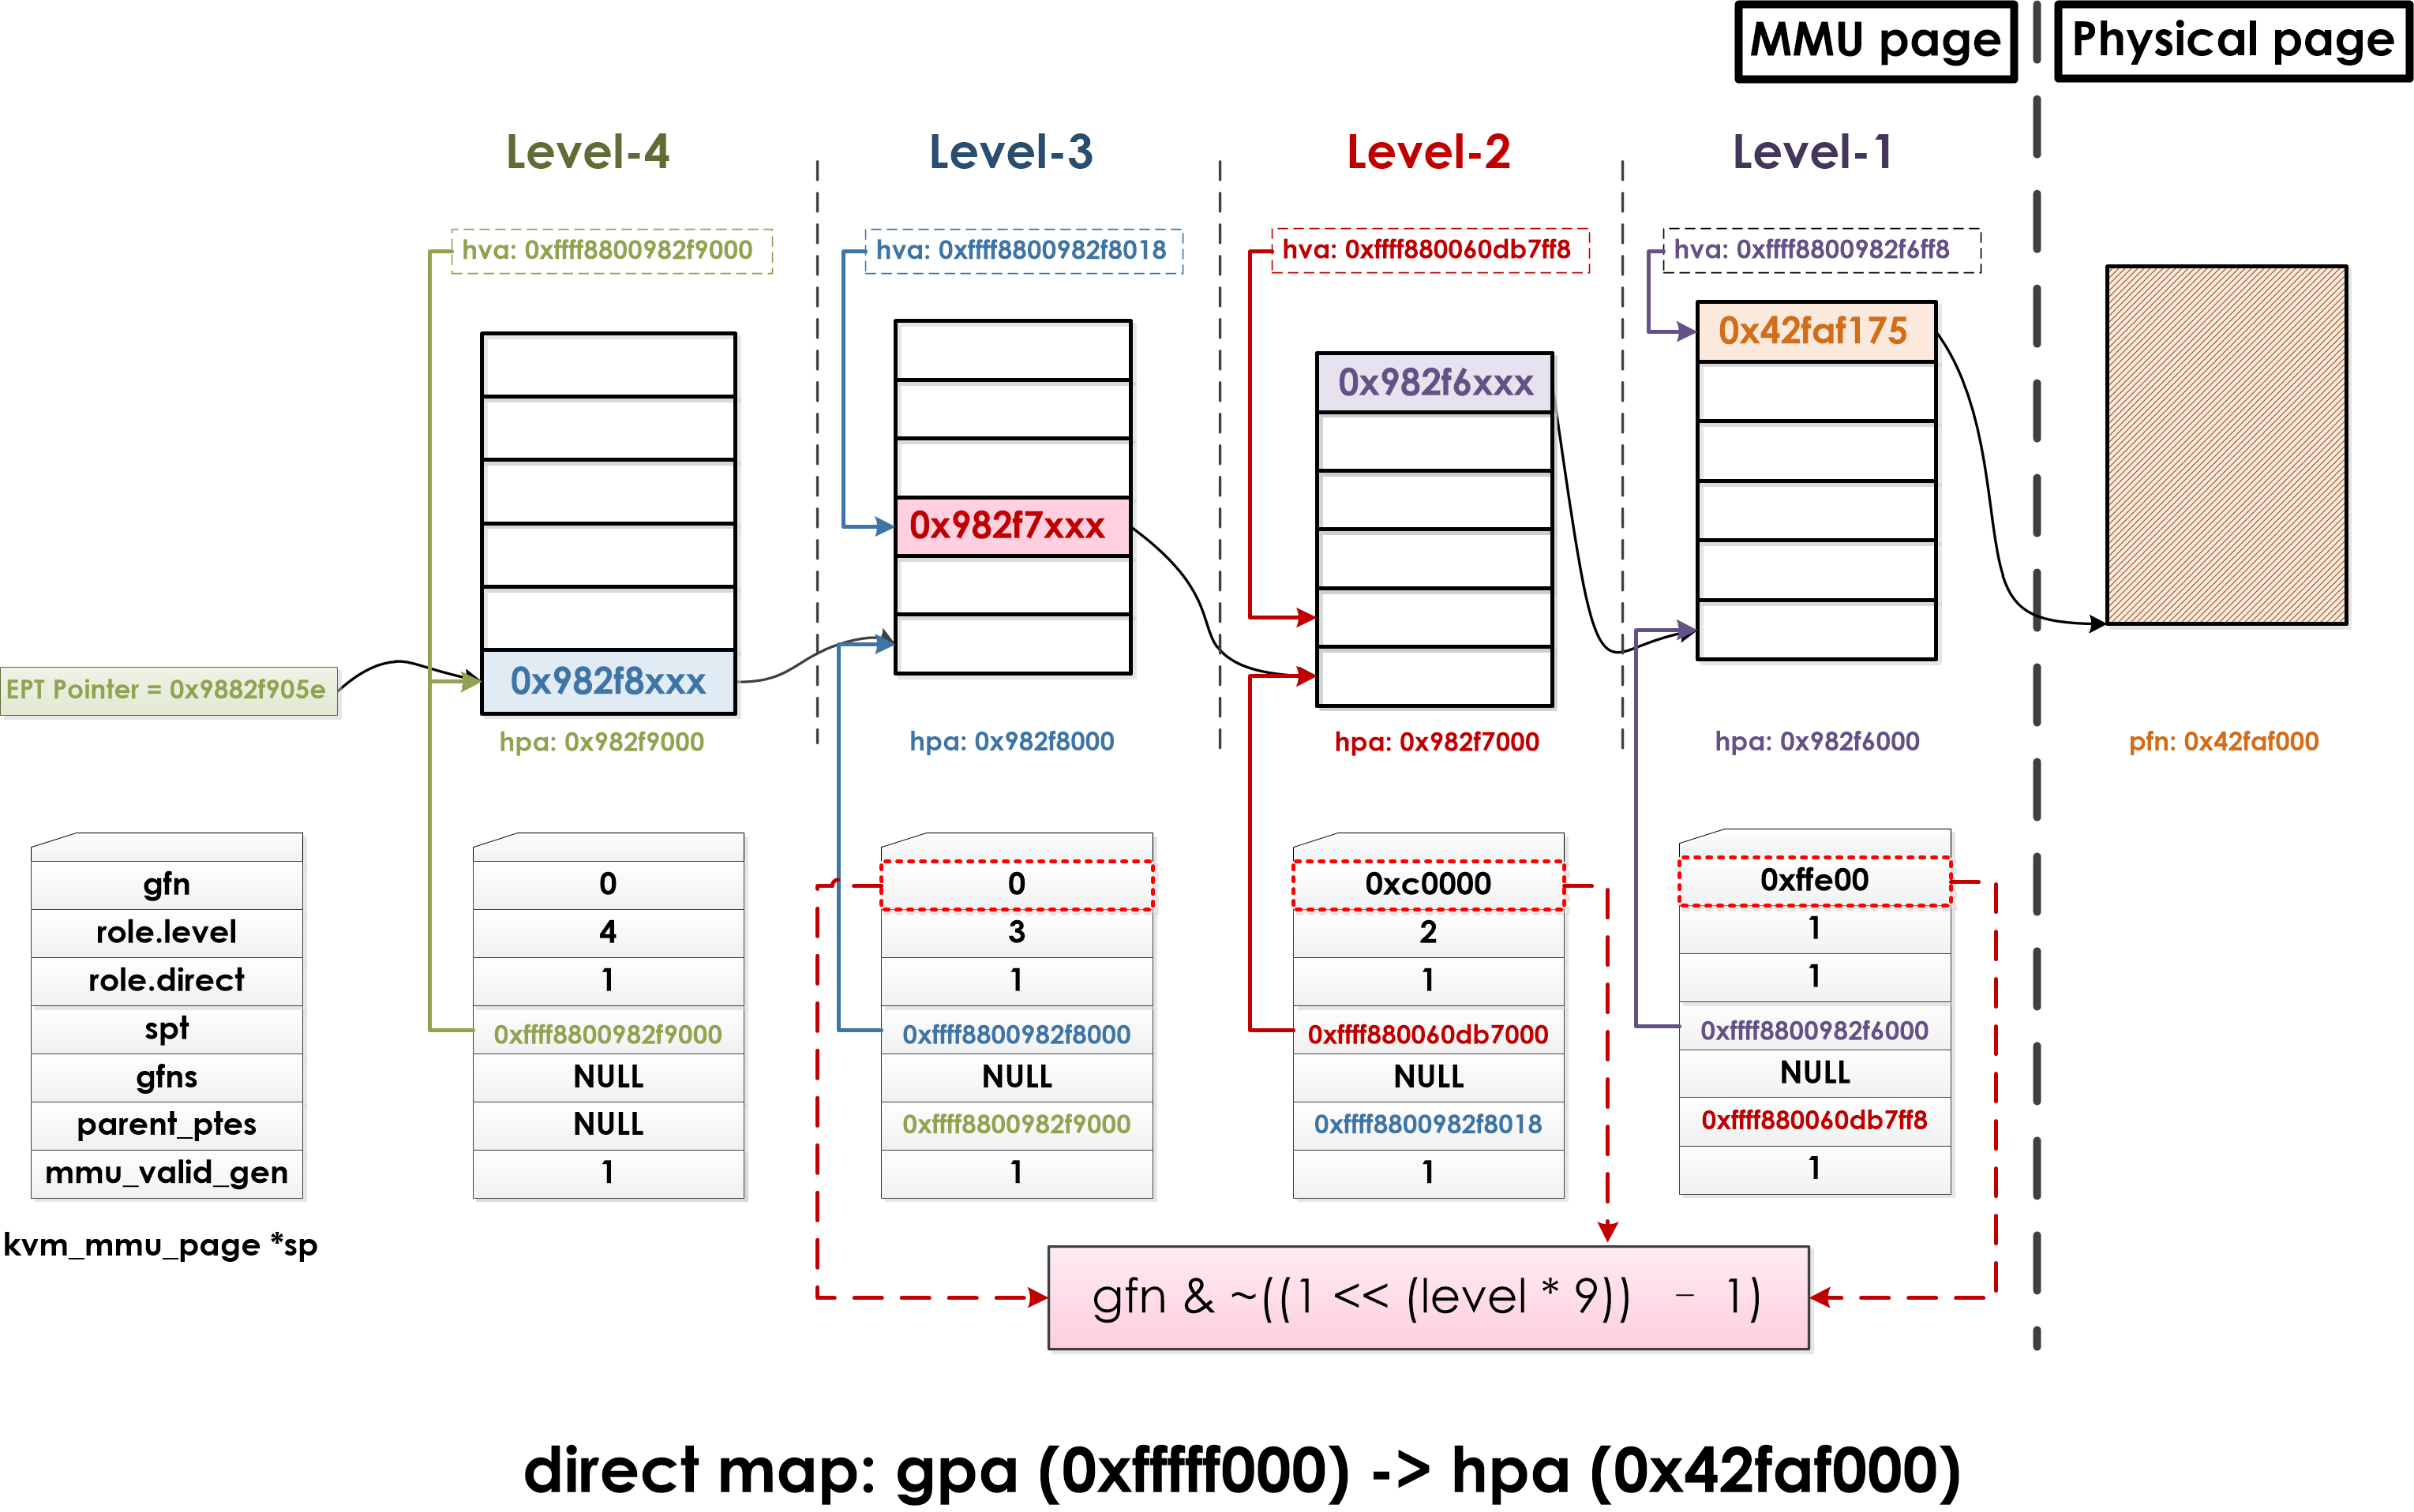 MMU page
Physical page
Level-4
Level-3
Level-2
Level-1
hva: 0xffff8800982f9000
hva: 0xffff8800982f8018
hva: 0xffff880060db7ff8
hva: 0xffff8800982f6ff8
0x42faf175
0x982f6xxx
0x982f7xxx
0x982f8xxx
EPT Pointer = 0x9882f905e
hpa: 0x982f9000
hpa: 0x982f8000
hpa: 0x982f7000
hpa: 0x982f6000
pfn: 0x42faf000
gfn
role.level
role.direct
spt
gfns
parent_ptes
mmu_valid_gen
kvm_mmu_page *sp
0
4
1
0xffff8800982f9000
NULL
NULL
1
0
3
1
0xffff8800982f8000
NULL
0xffff8800982f9000
1
0xc0000
2
1
0xffff880060db7000
NULL
0xffff8800982f8018
1
0xffe00
1
1
0xffff8800982f6000
NULL
0xffff880060db7ff8
1
gfn & ~((1 << (level * 9)) - 1)
direct map: gpa (0xfffff000) -> hpa (0x42faf000)